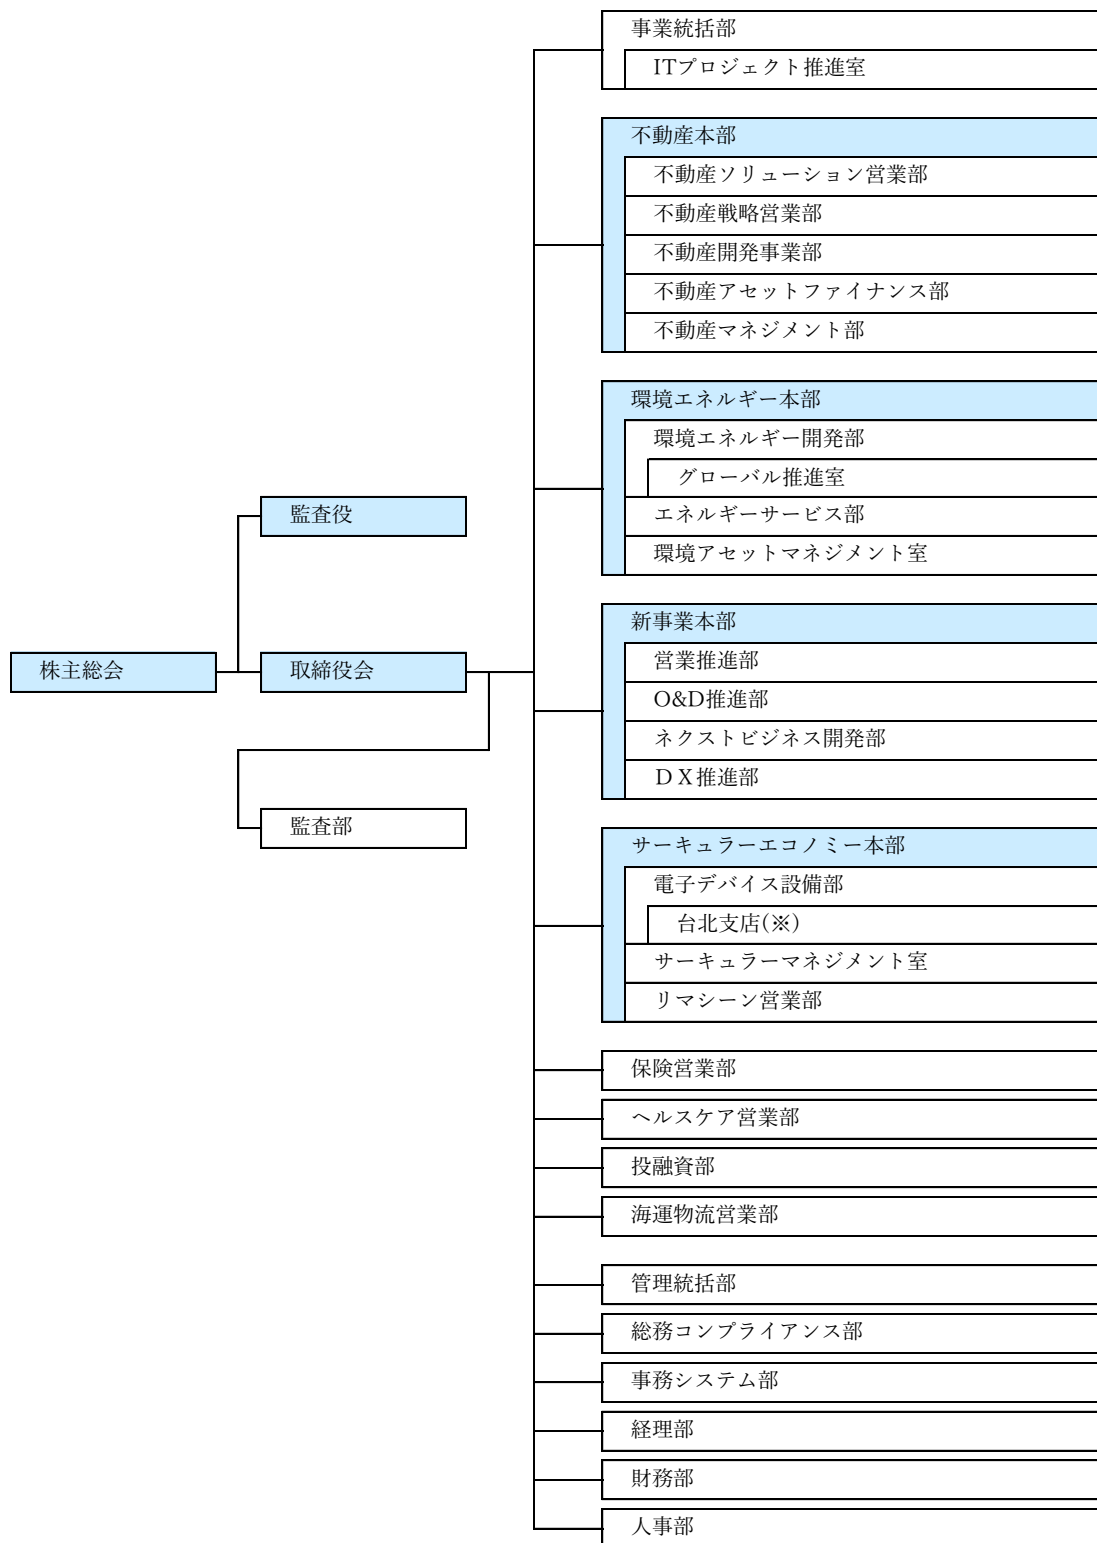 株主総会
監査役
取締役会
監査部
事業統括部
ITプロジェクト推進室
不動産本部
不動産ソリューション営業部
不動産戦略営業部
不動産開発事業部
不動産アセットファイナンス部
不動産マネジメント部
環境エネルギー本部
環境エネルギー開発部
グローバル推進室
エネルギーサービス部
環境アセットマネジメント室
新事業本部
営業推進部
O&D推進部
ネクストビジネス開発部
ＤＸ推進部
サーキュラーエコノミー本部
電子デバイス設備部
台北支店(※)
サーキュラーマネジメント室
リマシーン営業部
保険営業部
ヘルスケア営業部
投融資部
海運物流営業部
管理統括部
総務コンプライアンス部
事務システム部
経理部
財務部
人事部